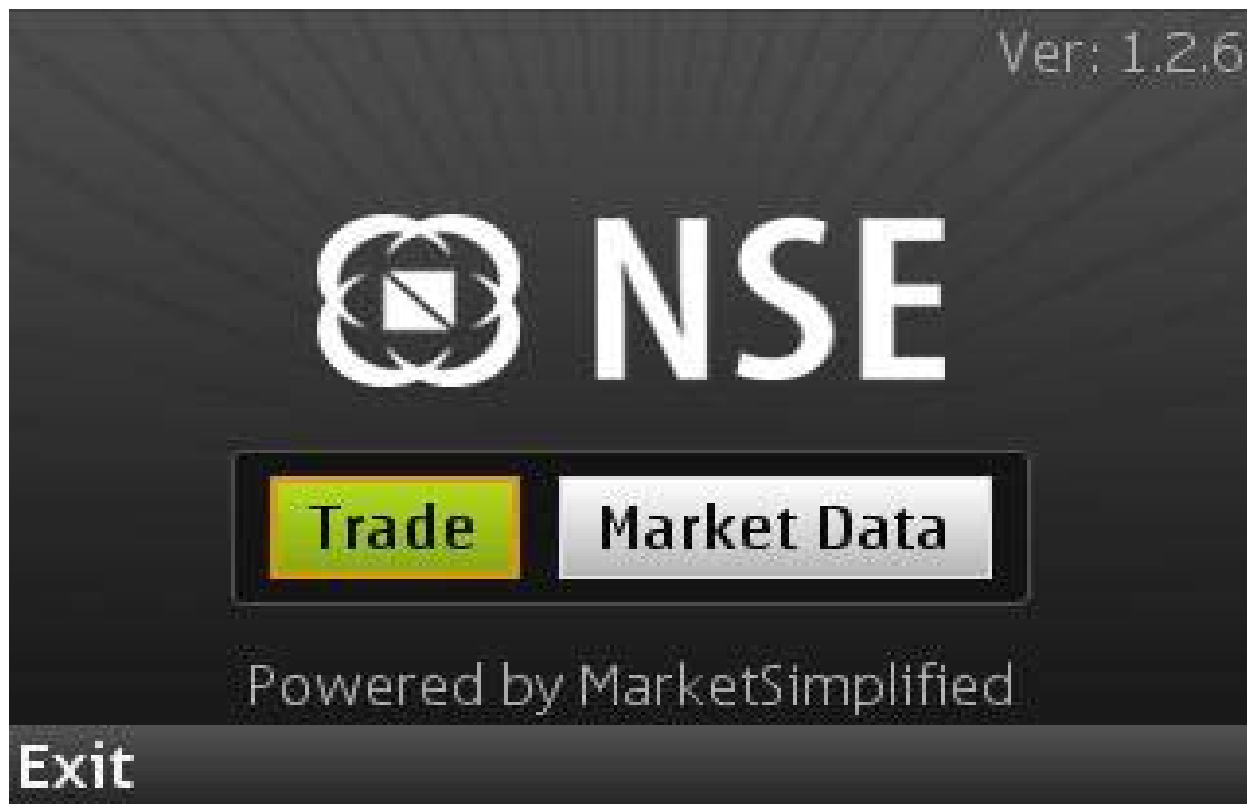 Ver: 1.2.6
NSE
Trade Market Data
Powered by MarketSimplified
Exit